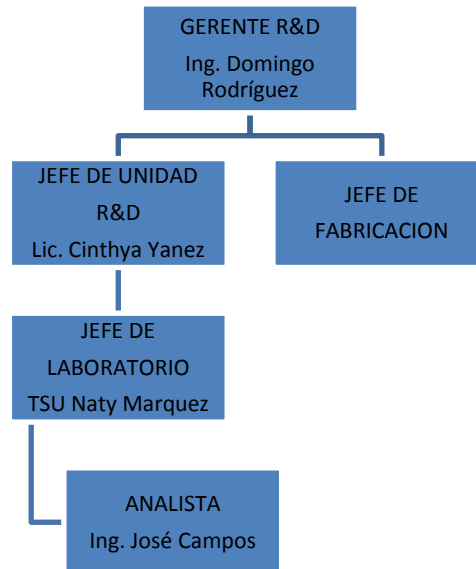 GERENTE R&D
Ing. Domingo
Rodríguez
JEFE DE UNIDAD
R&D
Lic. Cinthya Yanez
JEFE DE
FABRICACION
JEFE DE
LABORATORIO
TSU Naty Marquez
ANALISTA
Ing. José Campos